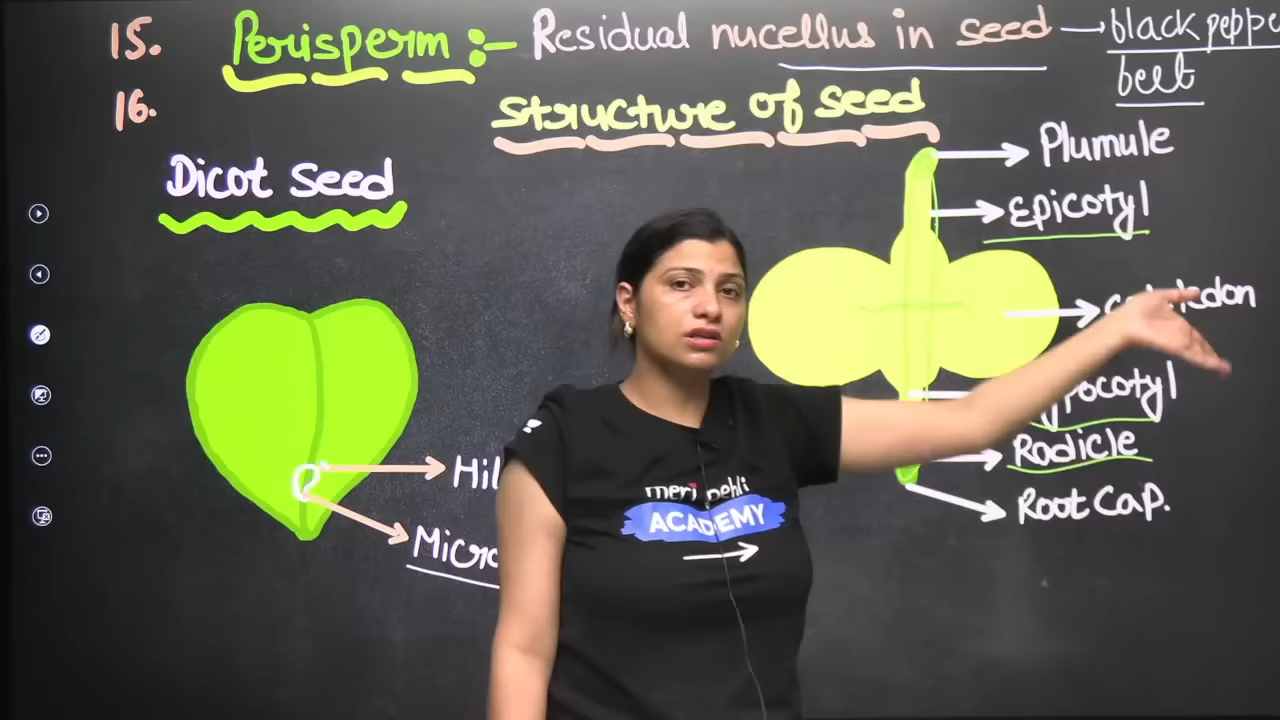 15. Perisperm :- Residual nucellus in seed → black peppe
beet
16. Structure of seed
Dicot Seed
Plumule
Epicotyl
Radicle
Root Cap.
meri pehli
ACADEMY